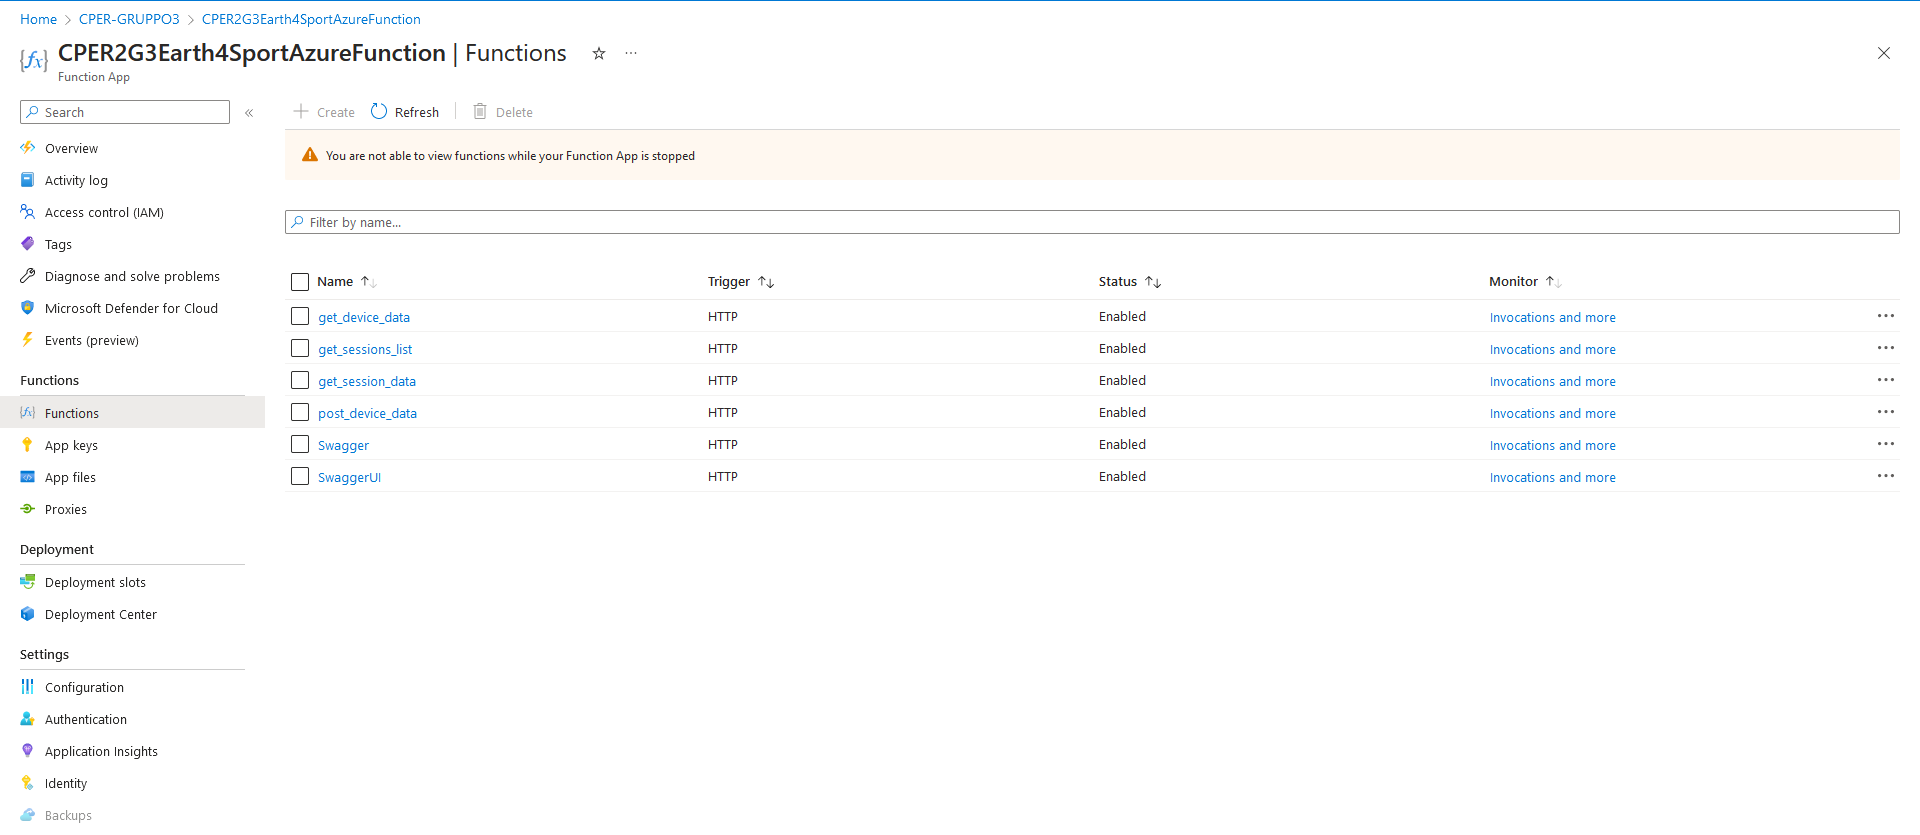 Home > CPER-GRUPPO3 > CPER2G3Earth4SportAzureFunction
CPER2G3Earth4SportAzureFunction | Functions
Function App
Search
Overview
Activity log
Access control (IAM)
Tags
Diagnose and solve problems
Microsoft Defender for Cloud
Events (preview)
Functions
Functions
App keys
App files
Proxies
Deployment
Deployment slots
Deployment Center
Settings
Configuration
Authentication
Application Insights
Identity
Backups
Create Refresh Delete
You are not able to view functions while your Function App is stopped
Filter by name...
Name Trigger Status Monitor
get_device_data HTTP Enabled Invocations and more
get_sessions_list HTTP Enabled Invocations and more
get_session_data HTTP Enabled Invocations and more
post_device_data HTTP Enabled Invocations and more
Swagger HTTP Enabled Invocations and more
SwaggerUI HTTP Enabled Invocations and more